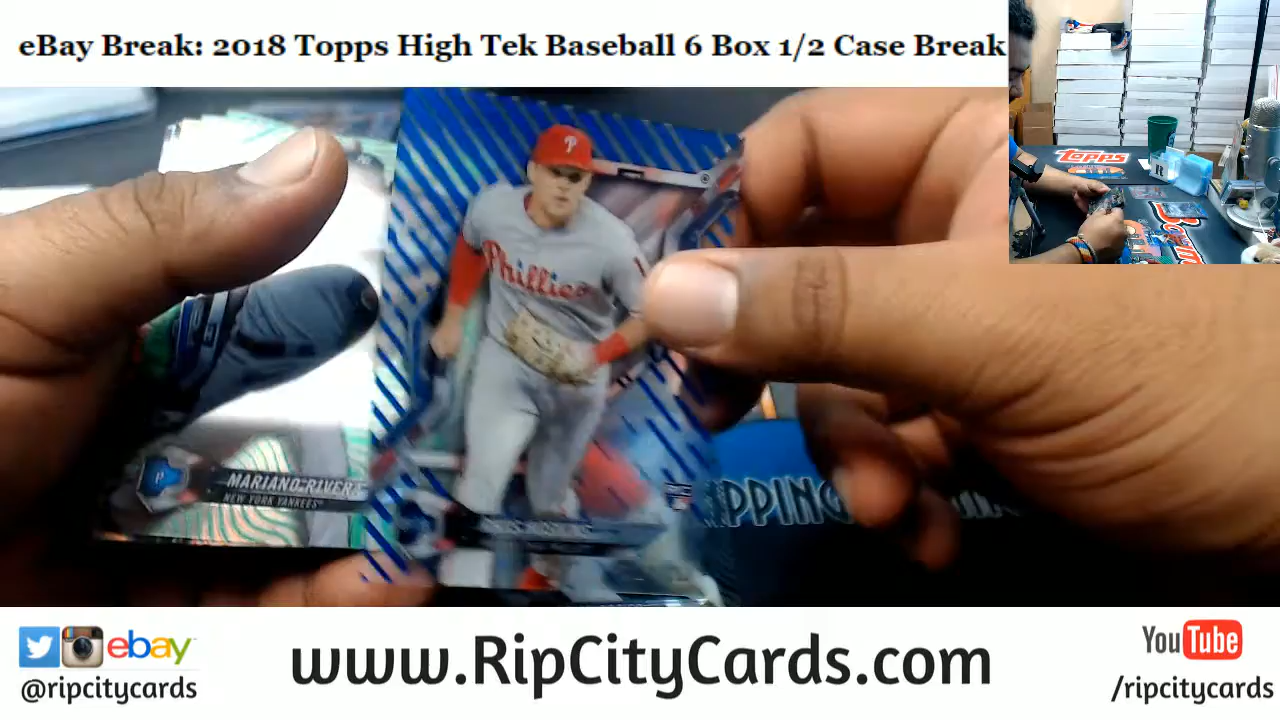 eBay Break: 2018 Topps High Tek Baseball 6 Box 1/2 Case Break
topps
P
Phillies
MARIANO RIVERA
NEW YORK YANKEES
PPING
ebay
@ripcitycards
www.RipCityCards.com
YouTube
/ripcitycards